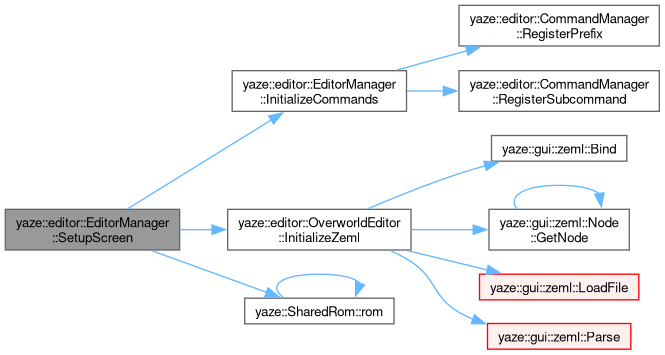 yaze::editor::EditorManager
::SetupScreen
yaze::editor::EditorManager
::InitializeCommands
yaze::editor::CommandManager
::RegisterPrefix
yaze::editor::CommandManager
::RegisterSubcommand
yaze::editor::OverworldEditor
::InitializeZeml
yaze::gui::zeml::Bind
yaze::gui::zeml::Node
::GetNode
yaze::gui::zeml::LoadFile
yaze::gui::zeml::Parse
yaze::SharedRom::rom